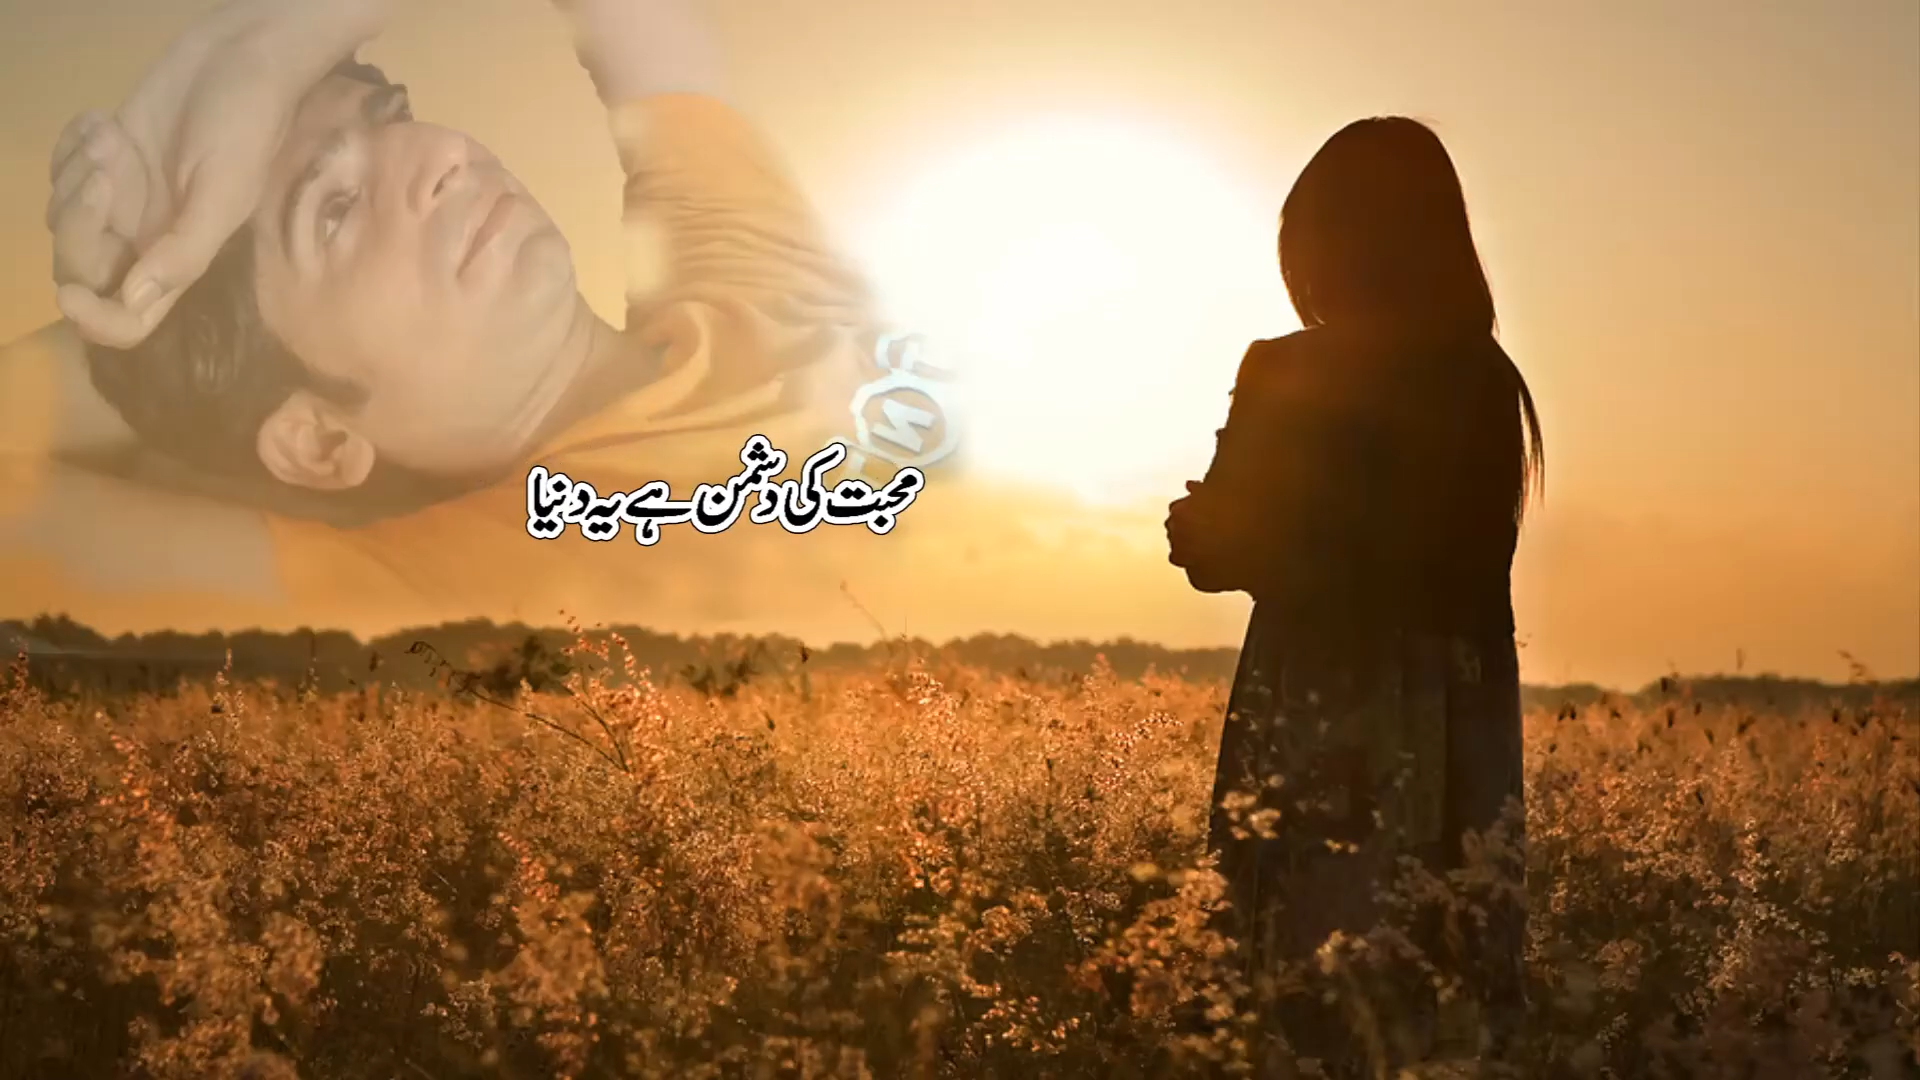 محبت کی دشمن ہے یہ دنیا